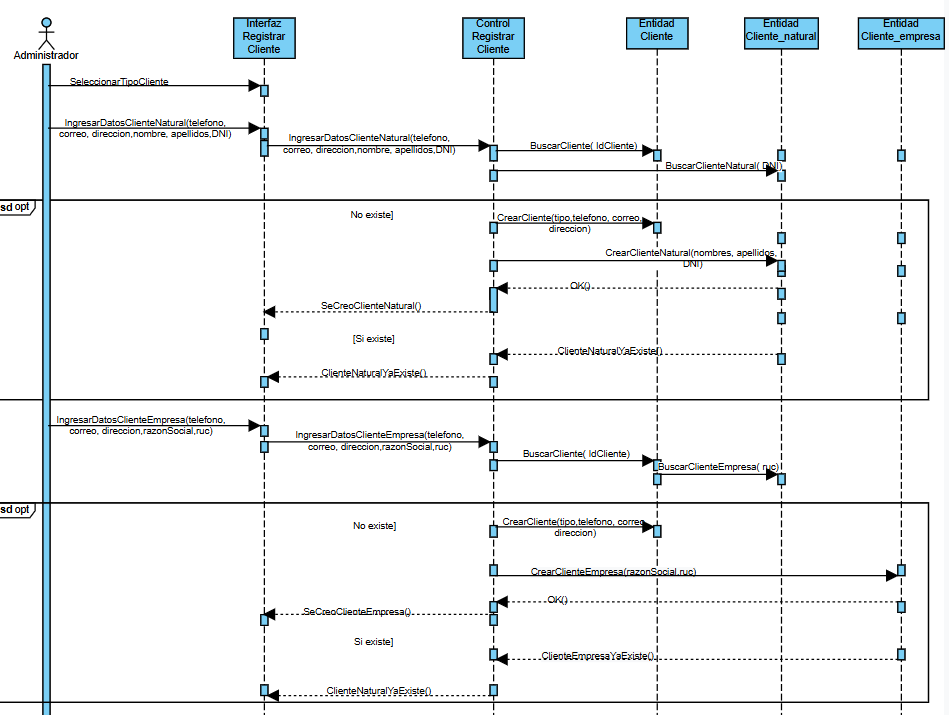 Administrador
Interfaz
Registrar
Cliente
Control
Registrar
Cliente
Entidad
Cliente
Entidad
Cliente_natural
Entidad
Cliente_empresa
SeleccionarTipoCliente
IngresarDatosClienteNatural(telefono,
correo, direccion,nombre, apellidos,DNI)
IngresarDatosClienteNatural(telefono,
correo, direccion,nombre, apellidos,DNI)
BuscarCliente( IdCliente)
BuscarClienteNatural( DNI)
sd opt
No existe]
CrearCliente(tipo,telefono, correo,
direccion)
CrearClienteNatural(nombres, apellidos,
DNI)
OK()
SeCreoClienteNatural()
[Si existe]
ClienteNaturalYaExiste()
ClienteNaturalYaExiste()
IngresarDatosClienteEmpresa(telefono,
correo, direccion,razonSocial,ruc)
IngresarDatosClienteEmpresa(telefono,
correo, direccion,razonSocial,ruc)
BuscarCliente( IdCliente)
BuscarClienteEmpresa( ruc)
sd opt
No existe]
CrearCliente(tipo,telefono, correo,
direccion)
CrearClienteEmpresa(razonSocial,ruc)
OK()
SeCreoClienteEmpresa()
Si existe]
ClienteEmpresaYaExiste()
ClienteNaturalYaExiste()